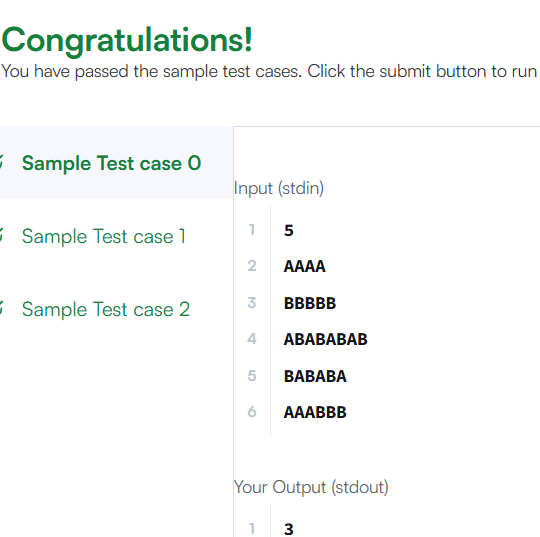 Congratulations!
You have passed the sample test cases. Click the submit button to run
Sample Test case 0
Sample Test case 1
Sample Test case 2
Input (stdin)
1 5
2 AAAA
3 BBBBB
4 ABABABAB
5 BABABA
6 AAABBB
Your Output (stdout)
1 3